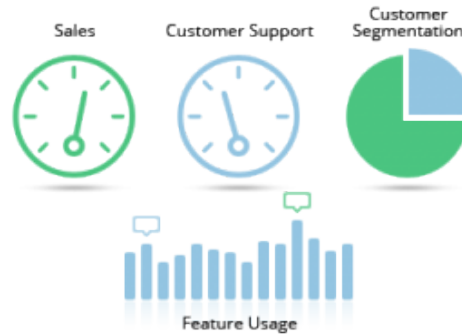 Sales
Customer Support
Customer
Segmentation
Feature Usage